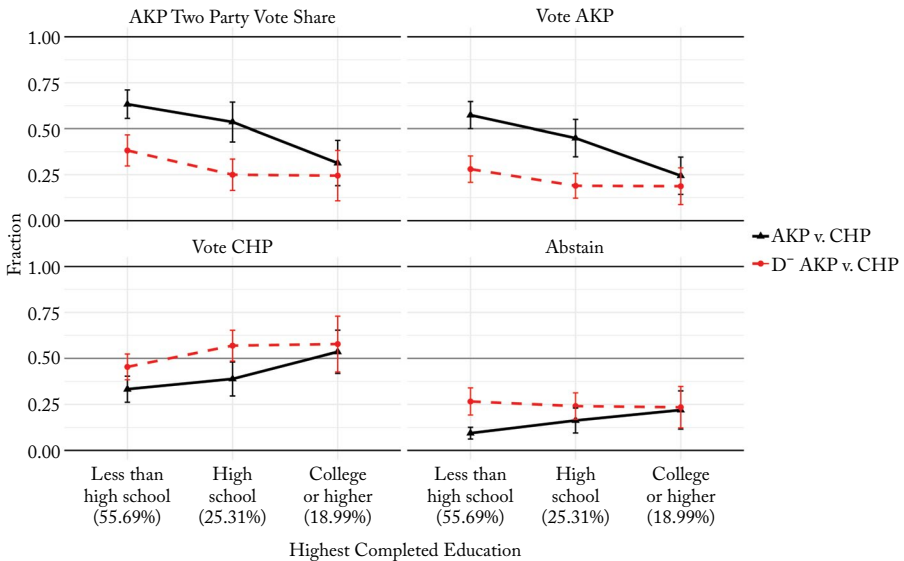 AKP Two Party Vote Share
Vote AKP
1.00
0.75
0.50
0.25
0.00
Fraction
Vote CHP
Abstain
AKP v. CHP
D⁻ AKP v. CHP
1.00
0.75
0.50
0.25
0.00
Less than
high school
(55.69%)
High
school
(25.31%)
College
or higher
(18.99%)
Less than
high school
(55.69%)
High
school
(25.31%)
College
or higher
(18.99%)
Highest Completed Education